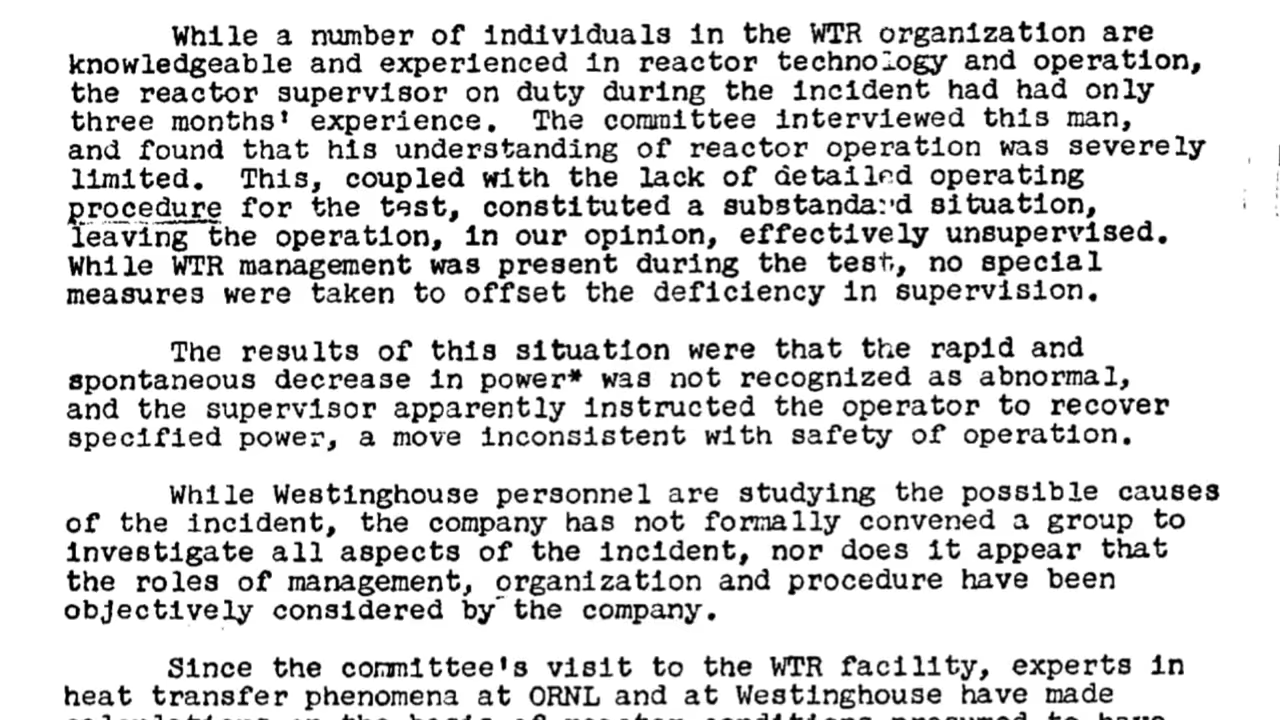 While a number of individuals in the WTR organization are
knowledgeable and experienced in reactor technology and operation,
the reactor supervisor on duty during the incident had had only
three months' experience. The committee interviewed this man,
and found that his understanding of reactor operation was severely
limited. This, coupled with the lack of detailed operating
procedure for the test, constituted a substandard situation,
leaving the operation, in our opinion, effectively unsupervised.
While WTR management was present during the test, no special
measures were taken to offset the deficiency in supervision.
The results of this situation were that the rapid and
spontaneous decrease in power* was not recognized as abnormal,
and the supervisor apparently instructed the operator to recover
specified power, a move inconsistent with safety of operation.
While Westinghouse personnel are studying the possible causes
of the incident, the company has not formally convened a group to
investigate all aspects of the incident, nor does it appear that
the roles of management, organization and procedure have been
objectively considered by the company.
Since the committee's visit to the WTR facility, experts in
heat transfer phenomena at ORNL and at Westinghouse have made